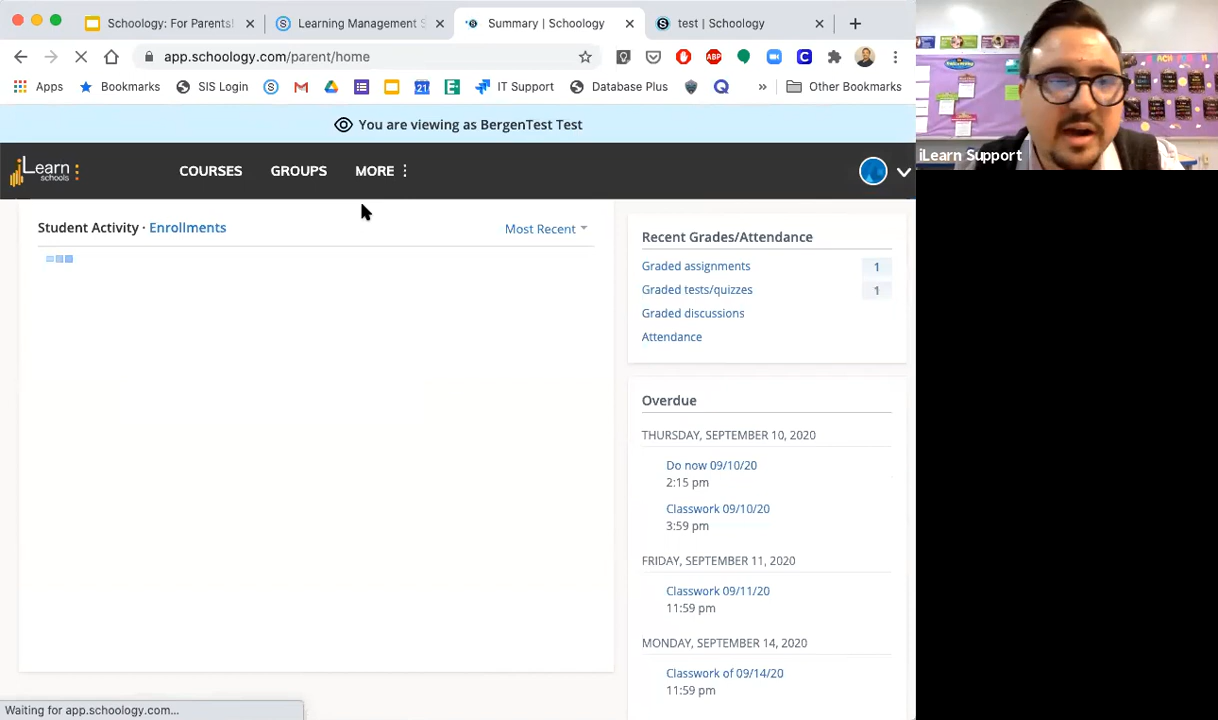 Schoology: For Parents!
Learning Management S
Summary | Schoology
test | Schoology
app.schoology.com/parent/home
Apps
Bookmarks
SIS Login
21
IT Support
Database Plus
Other Bookmarks
You are viewing as BergenTest Test
iLearn
schools
COURSES
GROUPS
MORE
Student Activity · Enrollments
Most Recent
Recent Grades/Attendance
Graded assignments 1
Graded tests/quizzes 1
Graded discussions
Attendance
Overdue
THURSDAY, SEPTEMBER 10, 2020
Do now 09/10/20
2:15 pm
Classwork 09/10/20
3:59 pm
FRIDAY, SEPTEMBER 11, 2020
Classwork 09/11/20
11:59 pm
MONDAY, SEPTEMBER 14, 2020
Classwork of 09/14/20
11:59 pm
Waiting for app.schoology.com...
iLearn Support